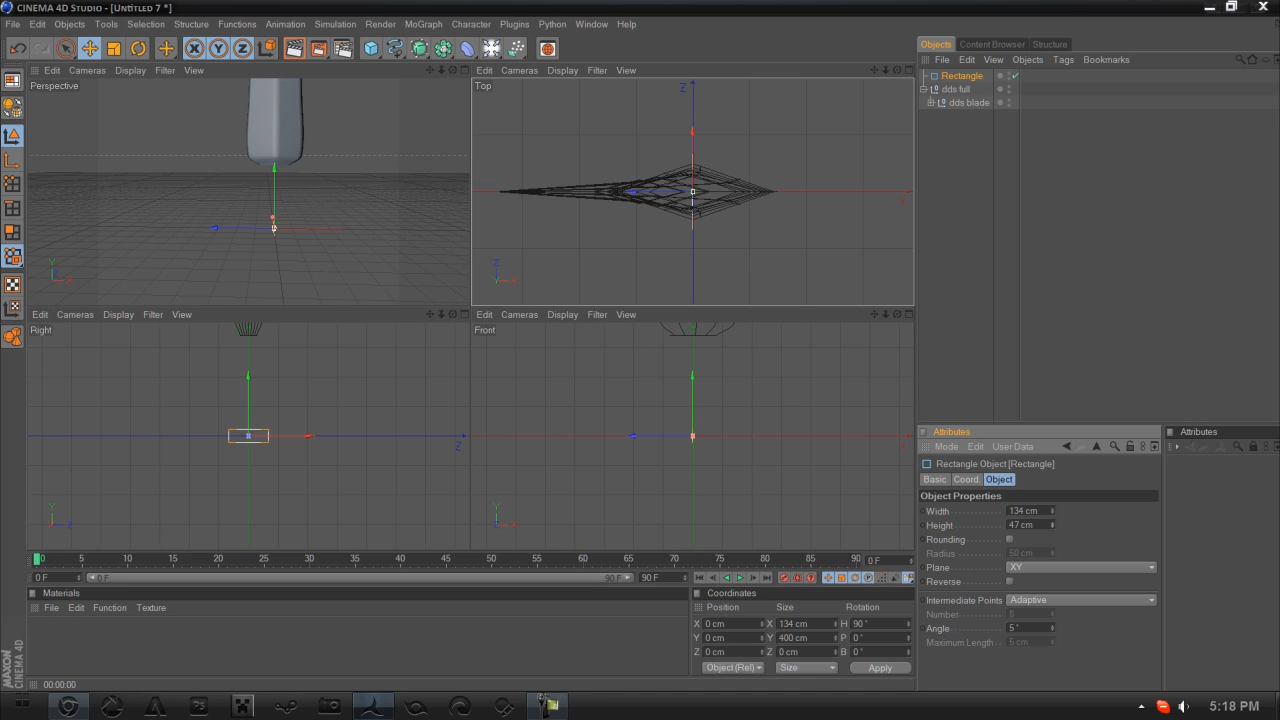 CINEMA 4D Studio - [Untitled 7 *]
File Edit Objects Tools Selection Structure Functions Animation Simulation Render MoGraph Character Plugins Python Window Help
X Y Z
Objects Content Browser Structure
File Edit View Objects Tags Bookmarks
Rectangle
dds full
dds blade
Edit Cameras Display Filter View
Perspective
Y
X
Edit Cameras Display Filter View
Top
Z
X
Z
X
Edit Cameras Display Filter View
Right
Z
Y
Z
Edit Cameras Display Filter View
Front
Y
X
0 5 10 15 20 25 30 35 40 45 50 55 60 65 70 75 80 85 90 0 F
0 F 0 F 90 F 90 F
Materials
File Edit Function Texture
Coordinates
Position Size Rotation
X 0 cm X 134 cm H 90 °
Y 0 cm Y 400 cm P 0 °
Z 0 cm Z 0 cm B 0 °
Object (Rel) Size Apply
Attributes
Mode Edit User Data
Rectangle Object [Rectangle]
Basic Coord. Object
Object Properties
Width 134 cm
Height 47 cm
Rounding
Radius 50 cm
Plane XY
Reverse
Intermediate Points Adaptive
Number 8
Angle 5 °
Maximum Length 5 cm
Attributes
MAXON
CINEMA 4D
00:00:00
5:18 PM